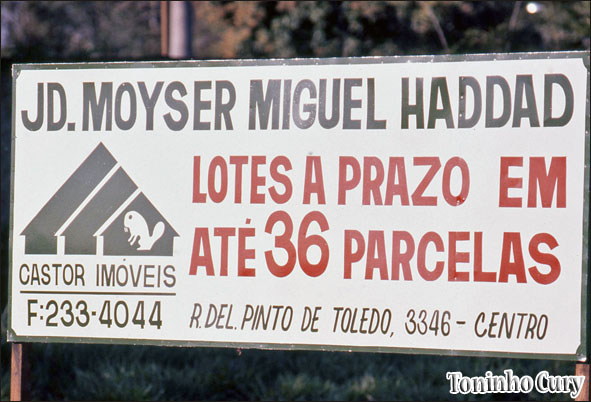 JD. MOYSER MIGUEL HADDAD
LOTES A PRAZO EM
ATÉ 36 PARCELAS
CASTOR IMÓVEIS
F: 233-4044
R. DEL. PINTO DE TOLEDO, 3346 - CENTRO
Toninho Cury